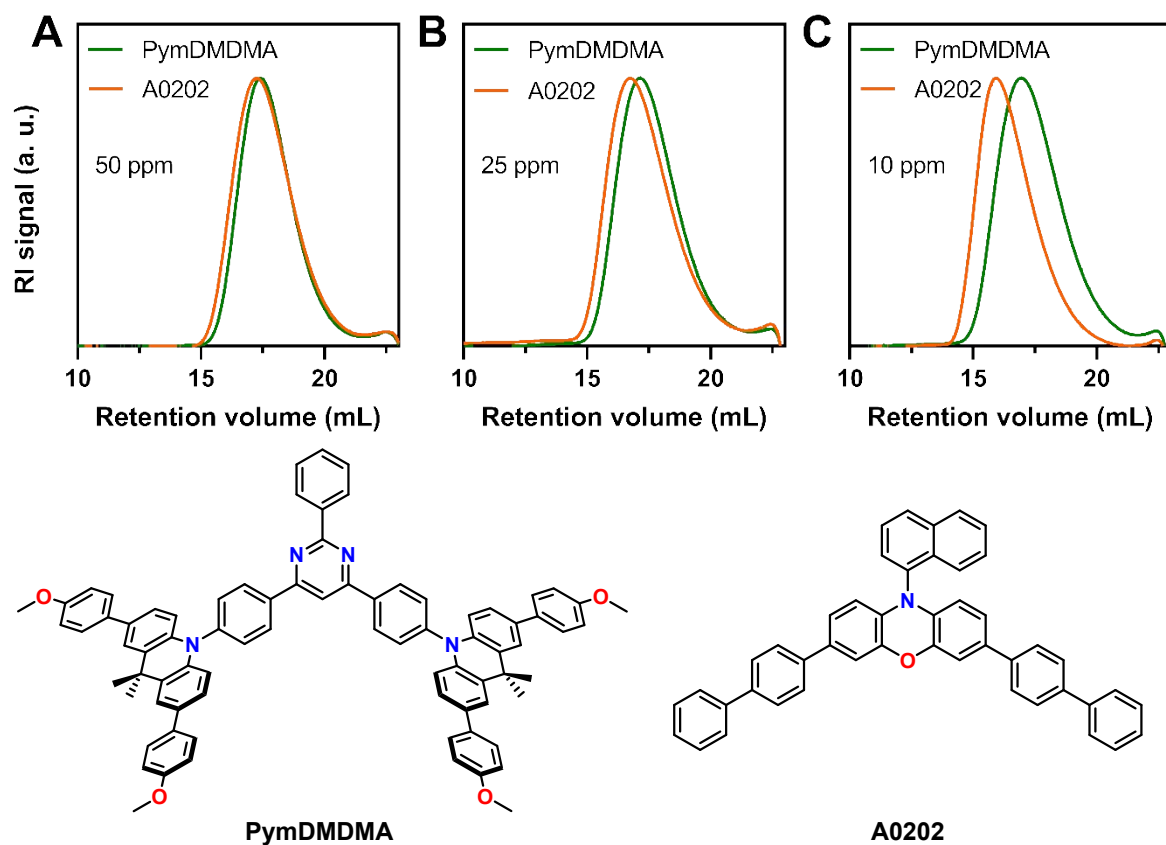 A
PymDMDMA
A0202
50 ppm
RI signal (a. u.)
10 15 20
Retention volume (mL)
B
PymDMDMA
A0202
25 ppm
10 15 20
Retention volume (mL)
C
PymDMDMA
A0202
10 ppm
10 15 20
Retention volume (mL)
N N
O O
N N
O O
PymDMDMA
N
O
A0202